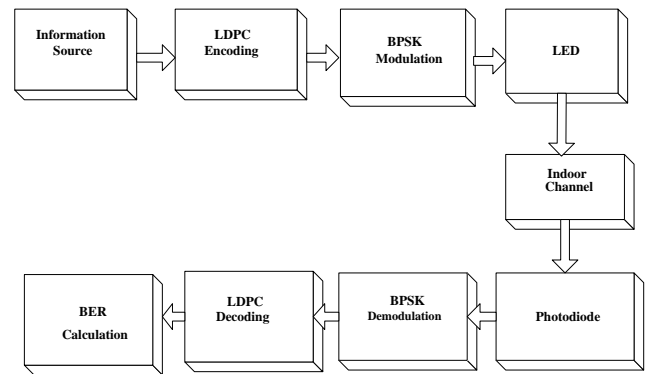 Information
Source
LDPC
Encoding
BPSK
Modulation
LED
Indoor
Channel
Photodiode
BPSK
Demodulation
LDPC
Decoding
BER
Calculation